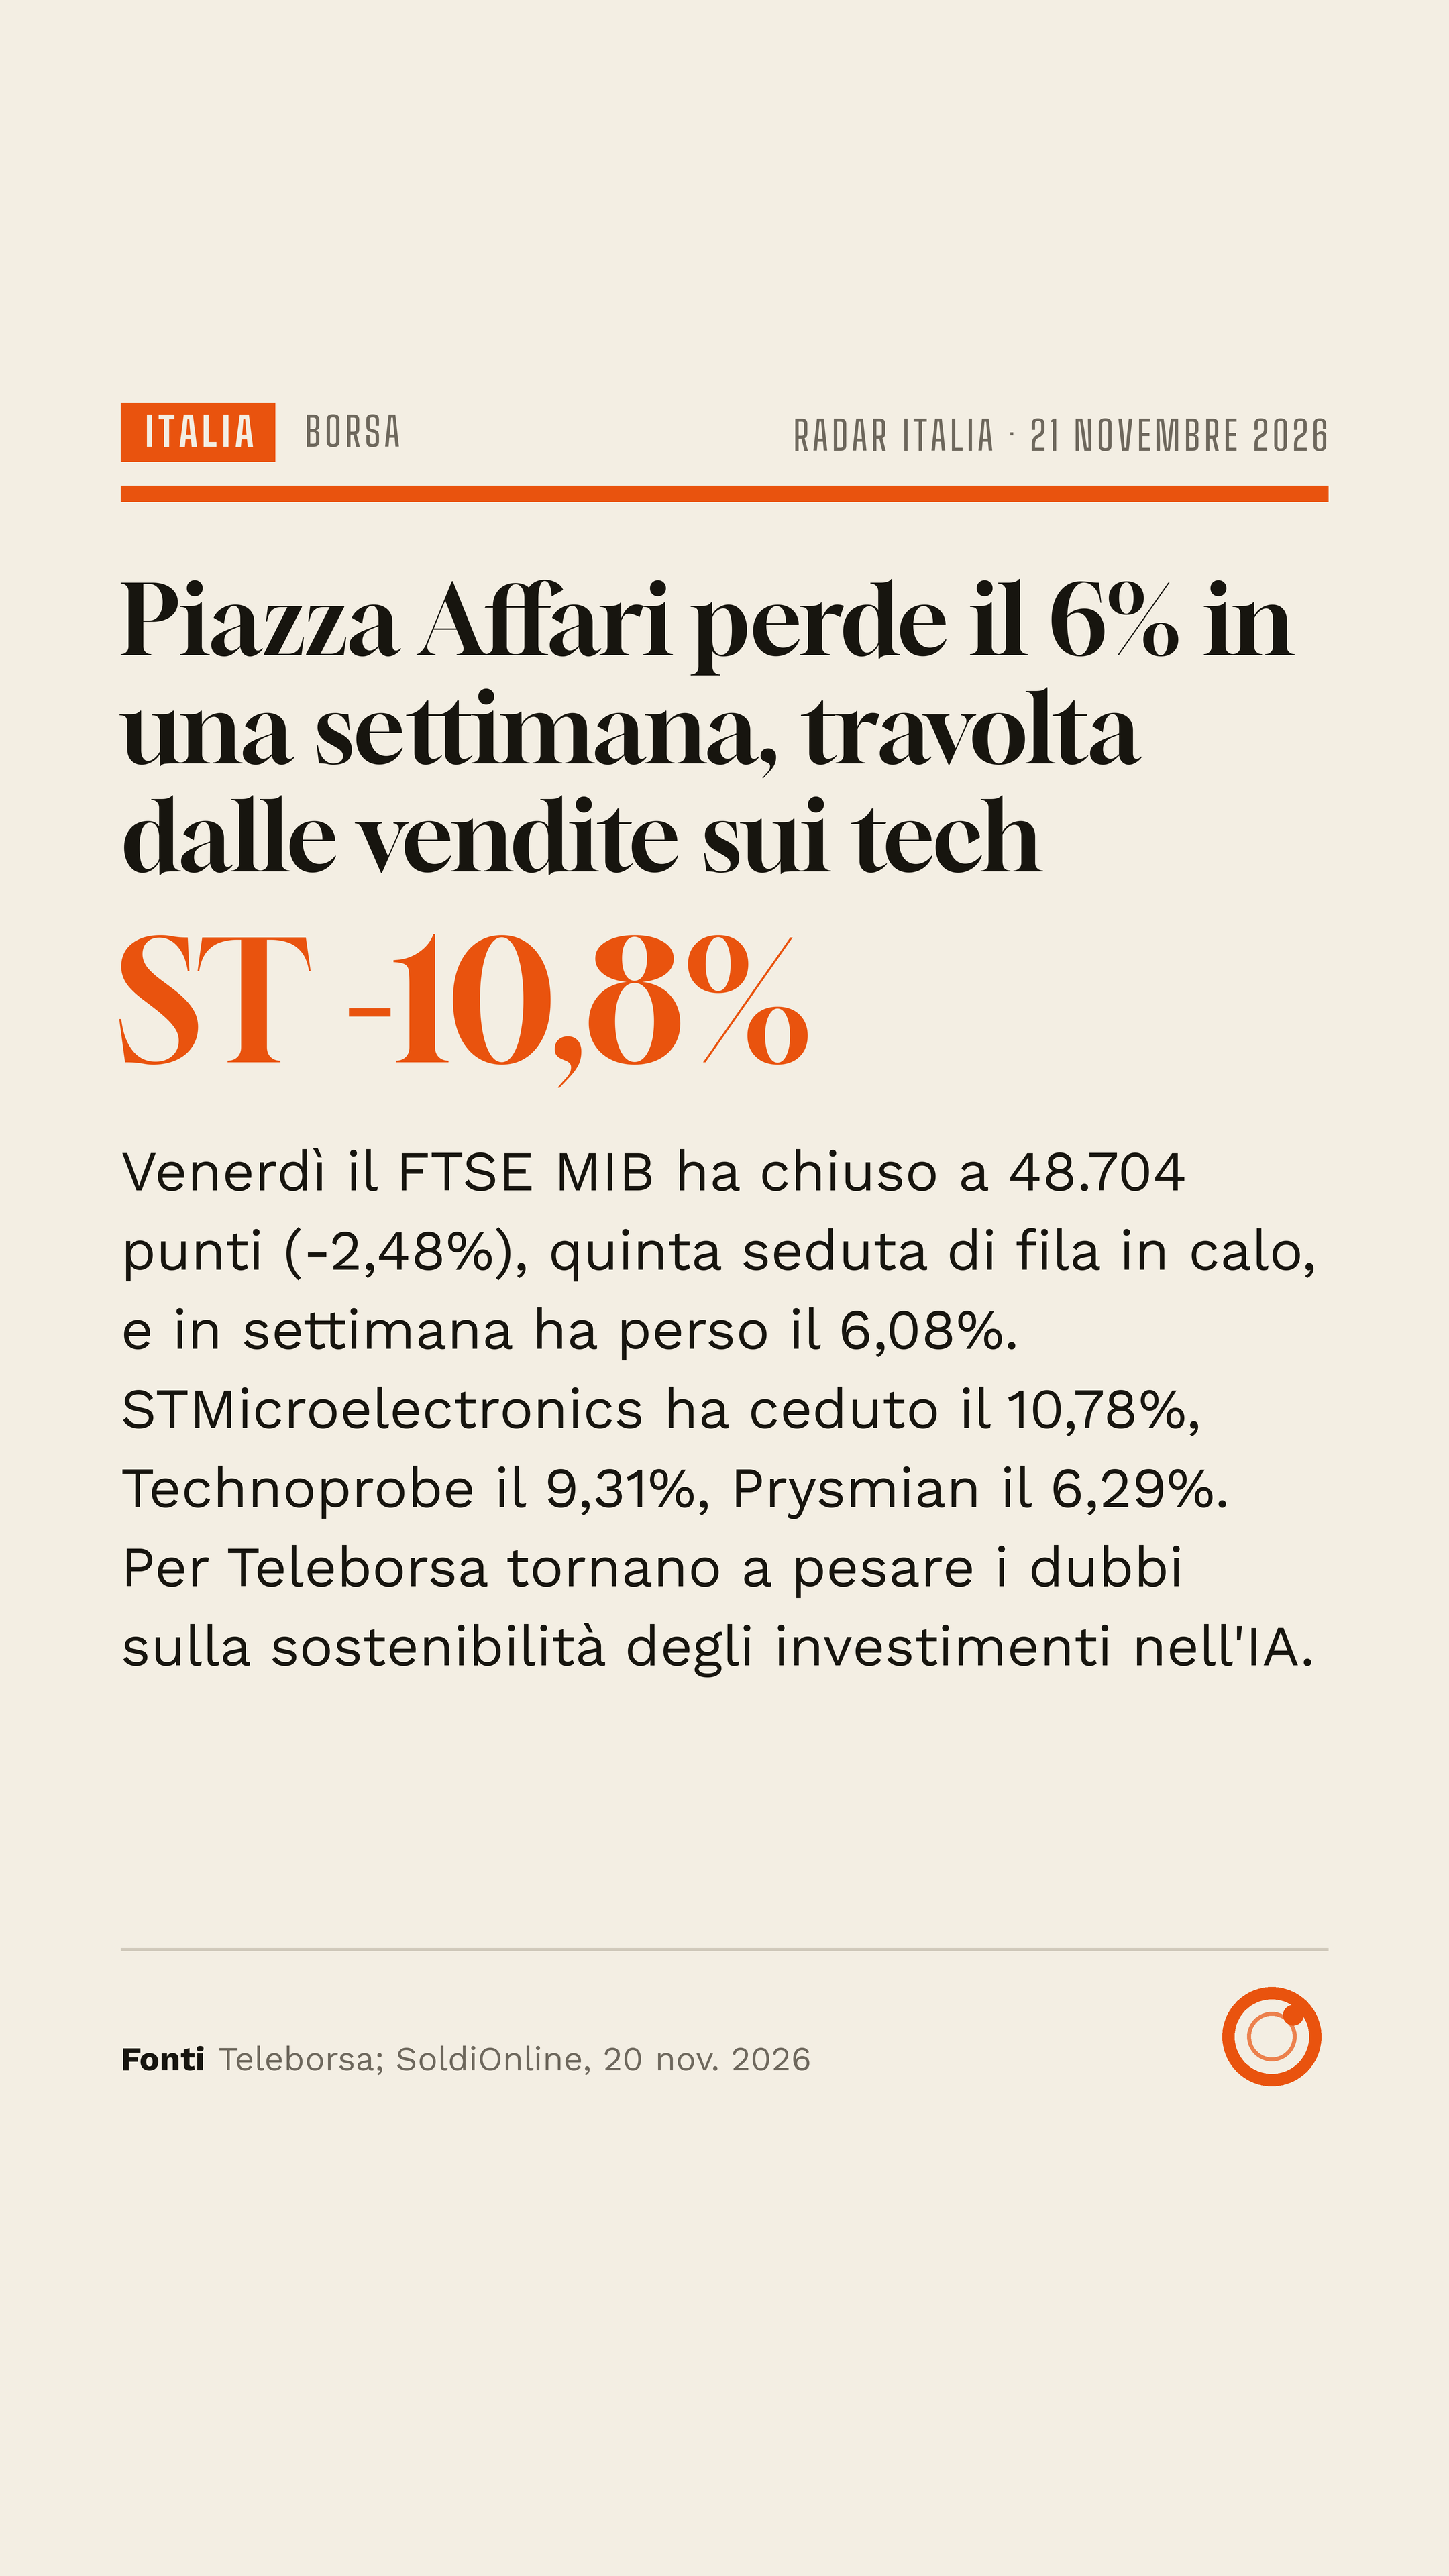 ITALIA BORSA RADAR ITALIA · 21 NOVEMBRE 2026
Piazza Affari perde il 6% in
una settimana, travolta
dalle vendite sui tech
ST -10,8%
Venerdì il FTSE MIB ha chiuso a 48.704
punti (-2,48%), quinta seduta di fila in calo,
e in settimana ha perso il 6,08%.
STMicroelectronics ha ceduto il 10,78%,
Technoprobe il 9,31%, Prysmian il 6,29%.
Per Teleborsa tornano a pesare i dubbi
sulla sostenibilità degli investimenti nell'IA.
Fonti Teleborsa; SoldiOnline, 20 nov. 2026